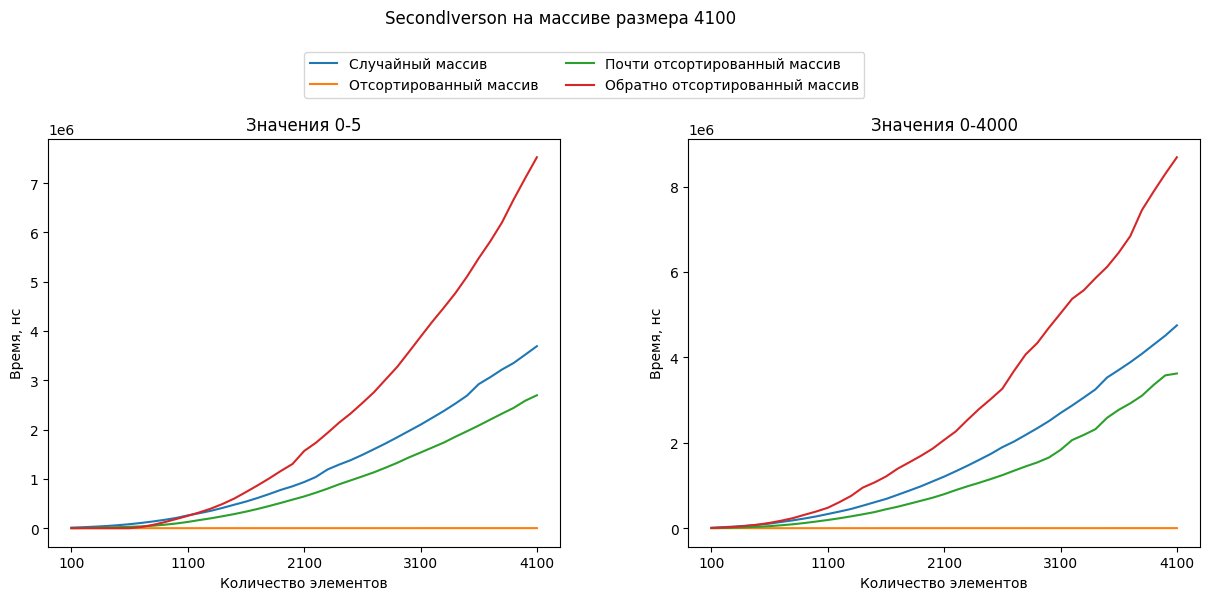 SecondIverson на массиве размера 4100
Случайный массив
Отсортированный массив
Почти отсортированный массив
Обратно отсортированный массив
Значения 0-5
1e6
7
6
5
4
3
2
1
0
Время, нс
100 1100 2100 3100 4100
Количество элементов
Значения 0-4000
1e6
8
6
4
2
0
Время, нс
100 1100 2100 3100 4100
Количество элементов